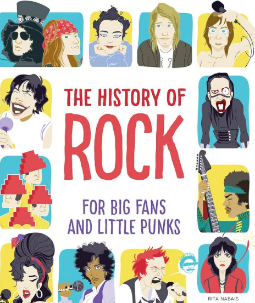 THE HISTORY OF
ROCK
FOR BIG FANS
AND LITTLE PUNKS
RITA NABAIS